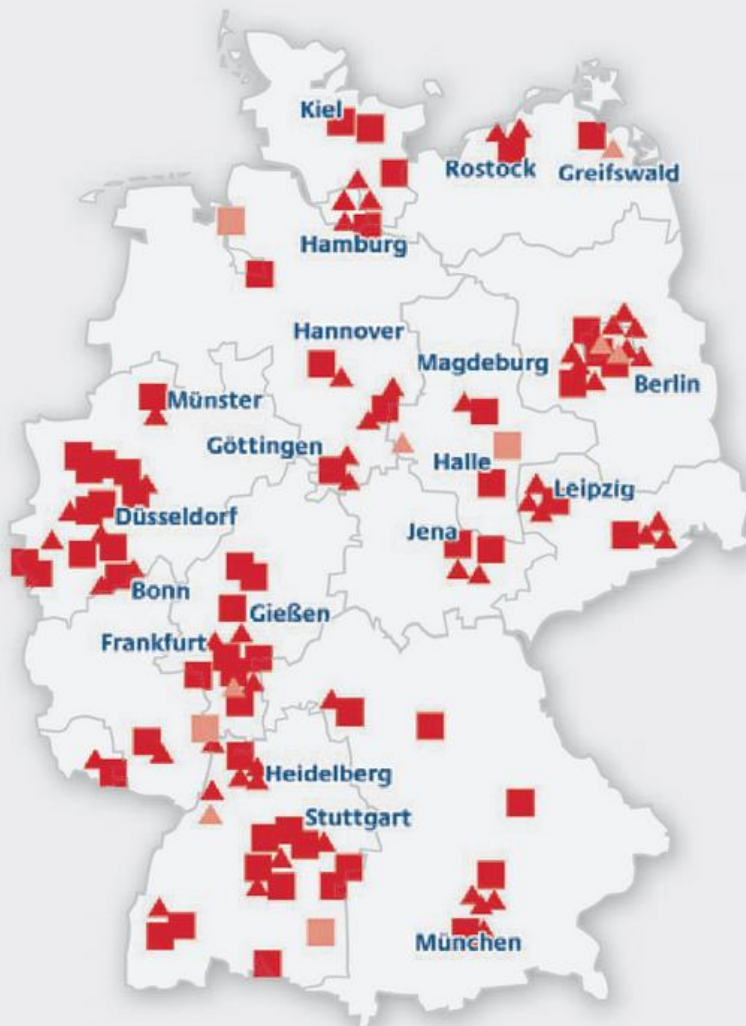 Kiel
Rostock
Greifswald
Hamburg
Hannover
Magdeburg
Berlin
Münster
Göttingen
Halle
Leipzig
Düsseldorf
Jena
Bonn
Gießen
Frankfurt
Heidelberg
Stuttgart
München